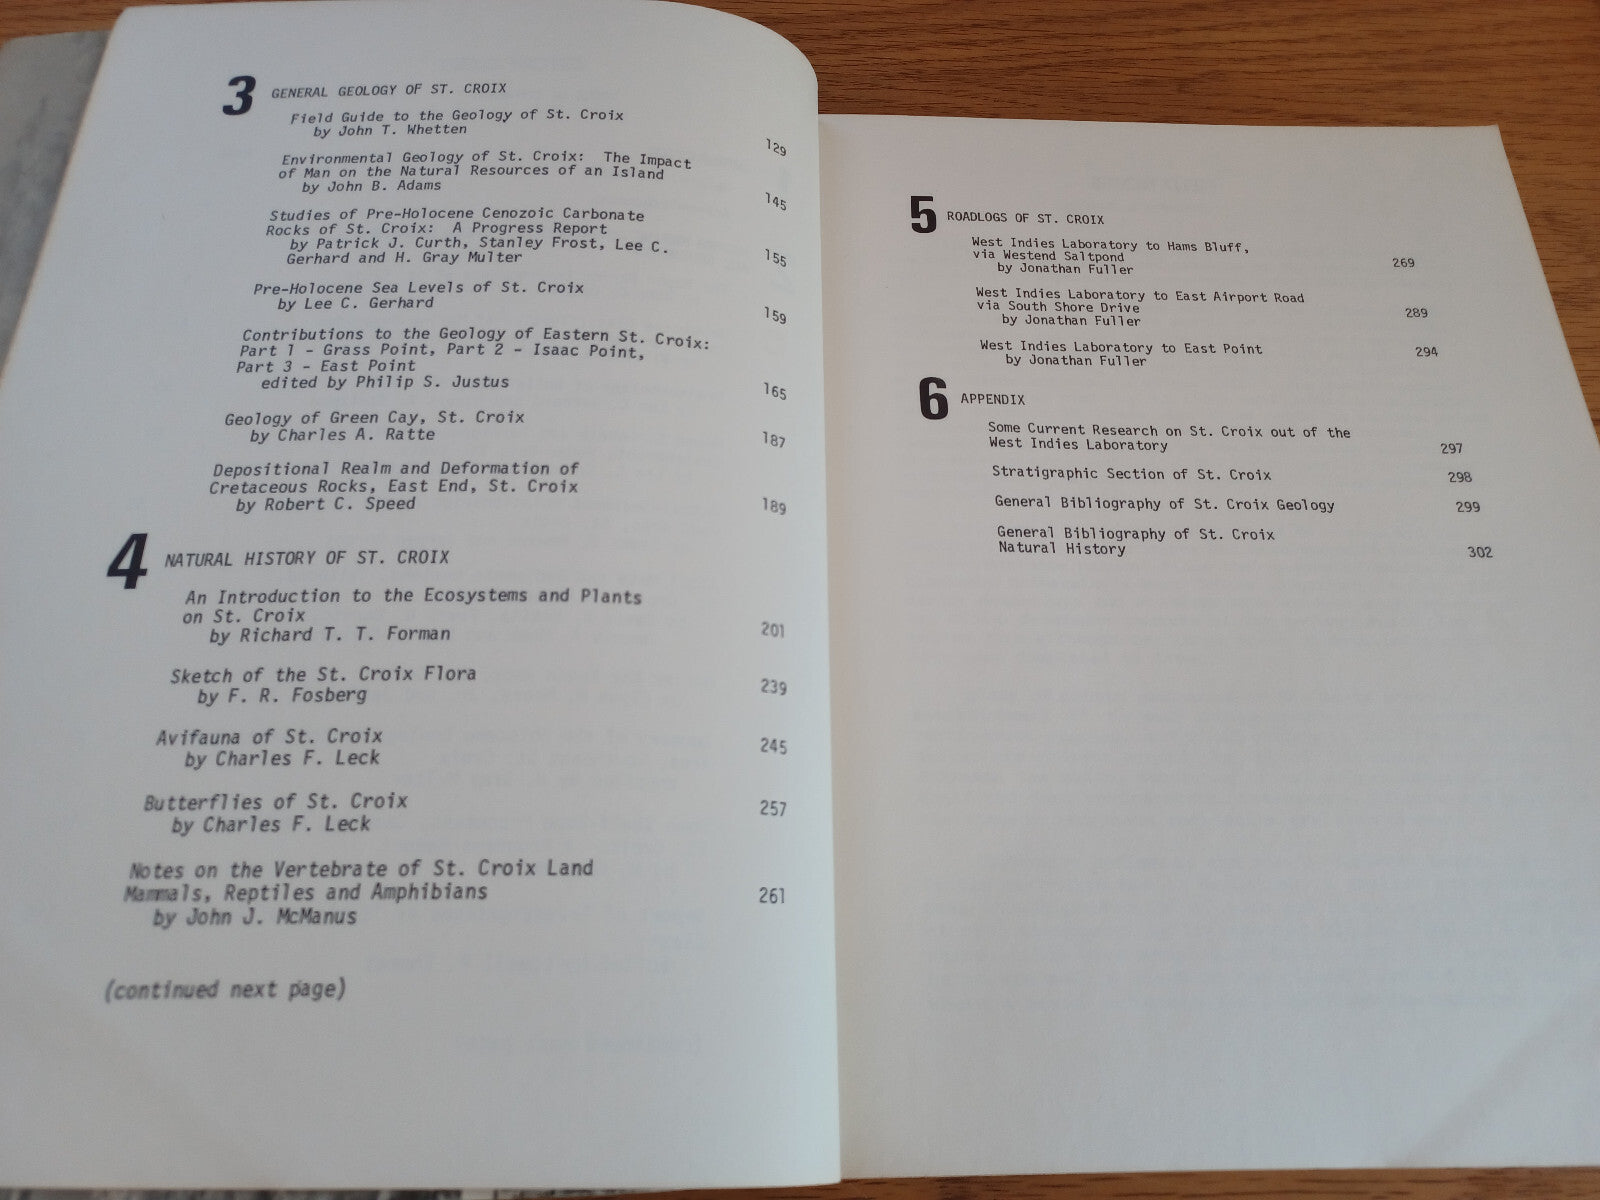 3 GENERAL GEOLOGY OF ST. CROIX
Field Guide to the Geology of St. Croix
by John T. Whetten 129
Environmental Geology of St. Croix: The Impact
of Man on the Natural Resources of an Island
by John B. Adams 145
Studies of Pre-Holocene Cenozoic Carbonate
Rocks of St. Croix: A Progress Report
by Patrick J. Curth, Stanley Frost, Lee C.
Gerhard and H. Gray Multer 155
Pre-Holocene Sea Levels of St. Croix
by Lee C. Gerhard 159
Contributions to the Geology of Eastern St. Croix:
Part 1 - Grass Point, Part 2 - Isaac Point,
Part 3 - East Point
edited by Philip S. Justus 165
Geology of Green Cay, St. Croix
by Charles A. Ratte 187
Depositional Realm and Deformation of
Cretaceous Rocks, East End, St. Croix
by Robert C. Speed 189
4 NATURAL HISTORY OF ST. CROIX
An Introduction to the Ecosystems and Plants
on St. Croix
by Richard T. T. Forman 201
Sketch of the St. Croix Flora
by F. R. Fosberg 239
Avifauna of St. Croix
by Charles F. Leck 245
Butterflies of St. Croix
by Charles F. Leck 257
Notes on the Vertebrate of St. Croix Land
Mammals, Reptiles and Amphibians 261
by John J. McManus
(continued next page)
5 ROADLOGS OF ST. CROIX
West Indies Laboratory to Hams Bluff,
via Westend Saltpond
by Jonathan Fuller 269
West Indies Laboratory to East Airport Road
via South Shore Drive
by Jonathan Fuller 289
West Indies Laboratory to East Point
by Jonathan Fuller 294
6 APPENDIX
Some Current Research on St. Croix out of the
West Indies Laboratory 297
Stratigraphic Section of St. Croix 298
General Bibliography of St. Croix Geology 299
General Bibliography of St. Croix
Natural History 302